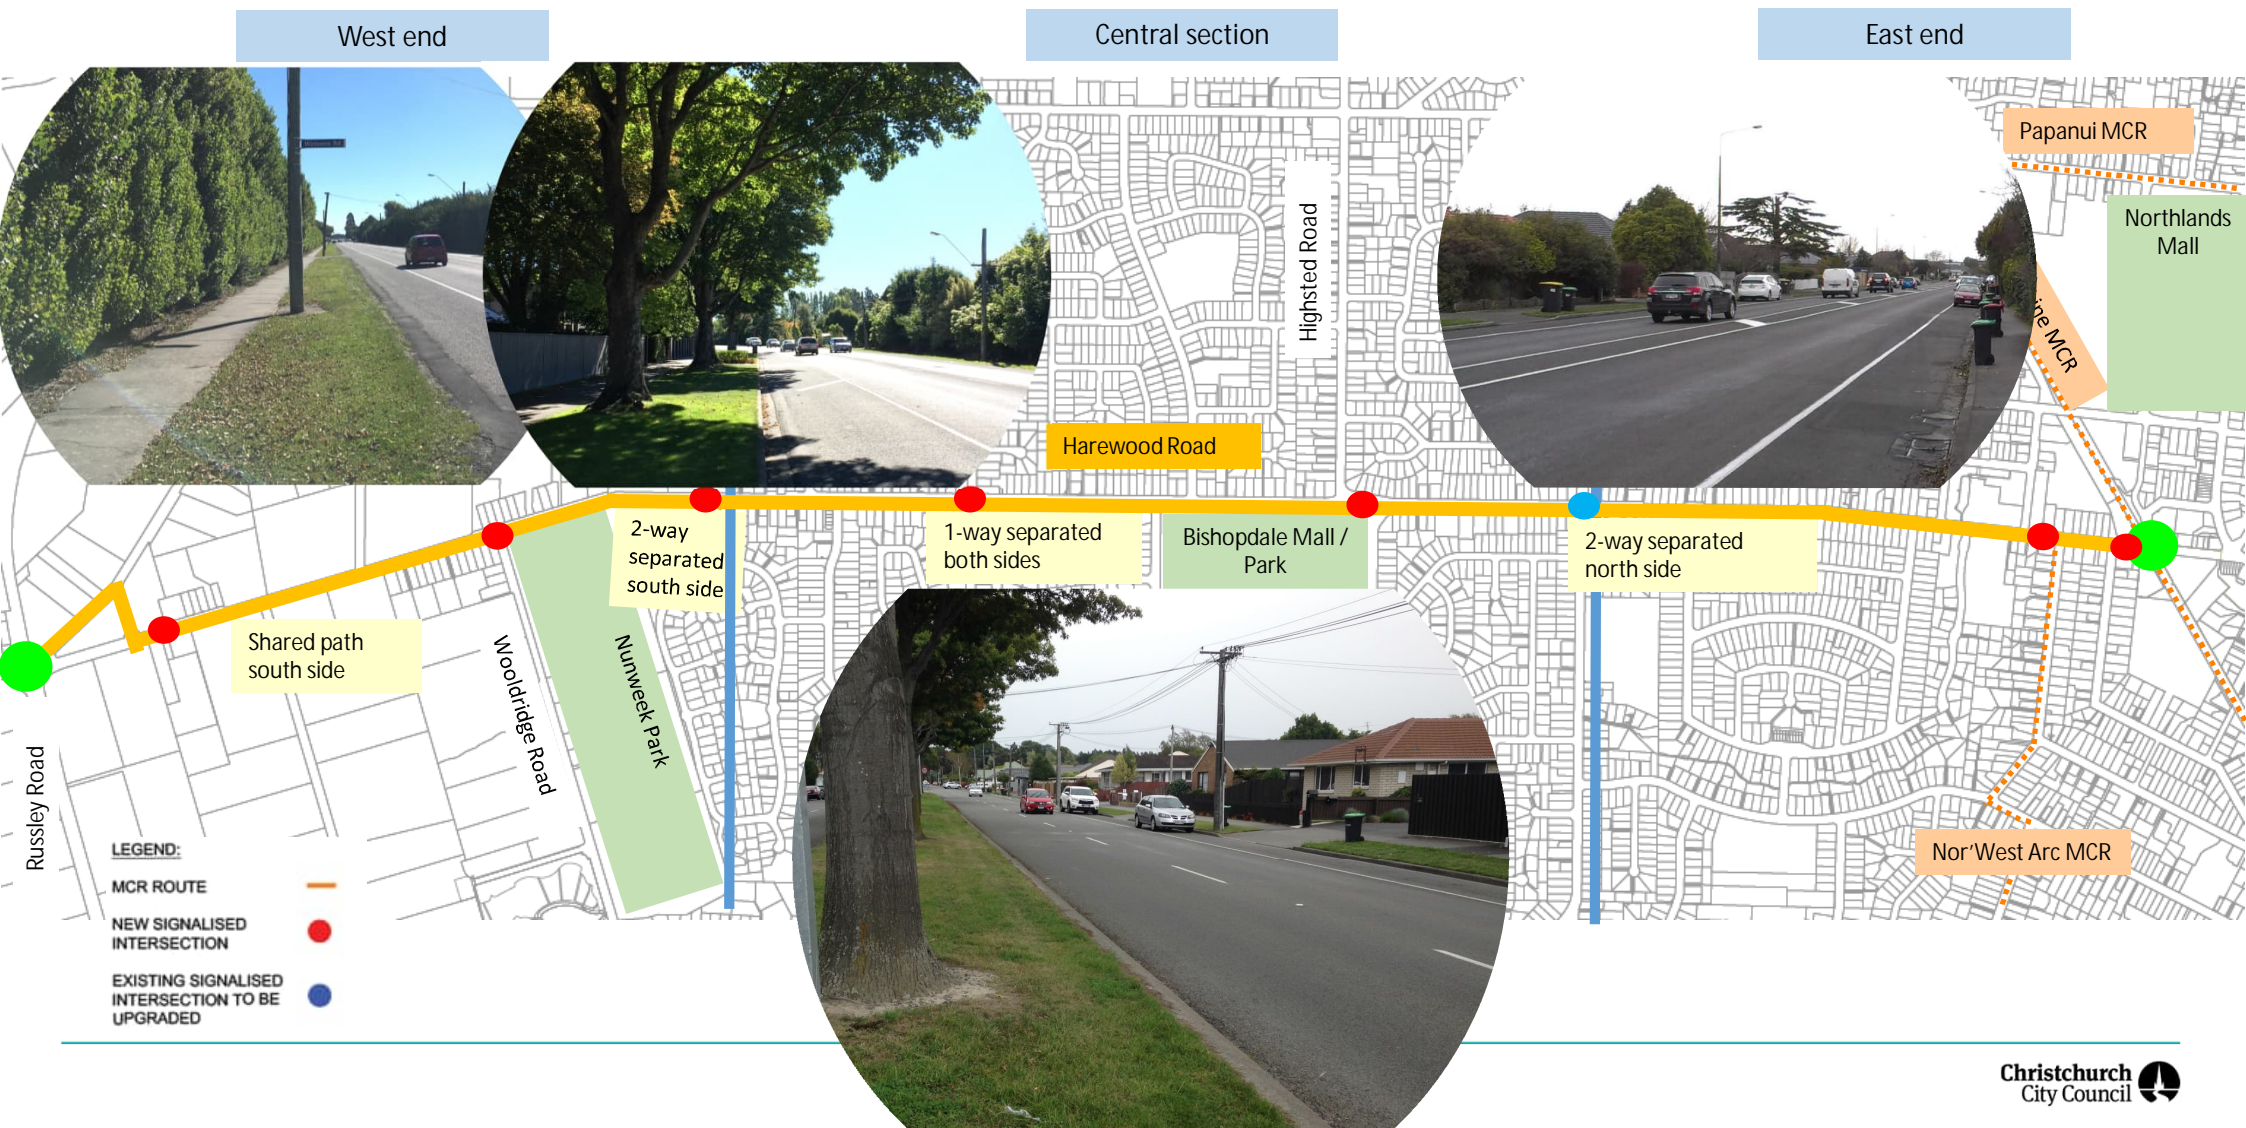 West end
Central section
East end
Papanui MCR
Northlands
Mall
ine MCR
Highsted Road
Harewood Road
2-way
separated
south side
1-way separated
both sides
Bishopdale Mall /
Park
2-way separated
north side
Shared path
south side
Wooldridge Road
Nunweek Park
Russley Road
Nor'West Arc MCR
LEGEND:
MCR ROUTE
NEW SIGNALISED
INTERSECTION
EXISTING SIGNALISED
INTERSECTION TO BE
UPGRADED
Christchurch
City Council